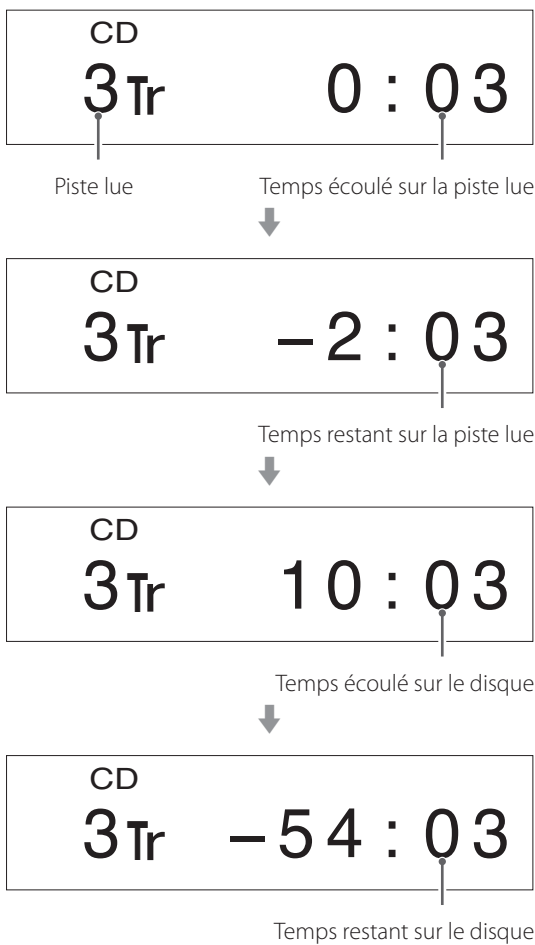 CD
3Tr 0:03
Piste lue Temps écoulé sur la piste lue
CD
3Tr -2:03
Temps restant sur la piste lue
CD
3Tr 10:03
Temps écoulé sur le disque
CD
3Tr -54:03
Temps restant sur le disque